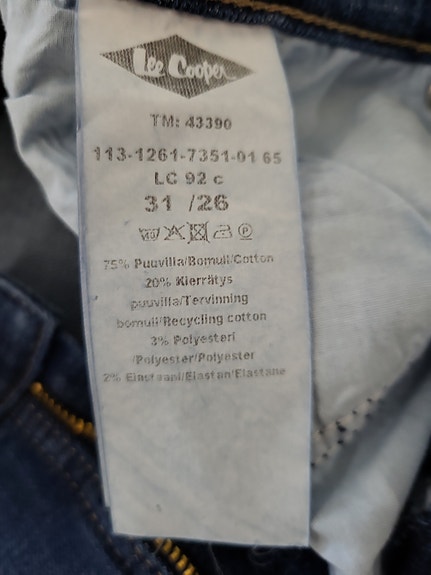 Lee Cooper
TM: 43390
113-1261-7351-01 65
LC 92 c
31 /26
75% Puuvilla/Bomull/Cotton
20% Kierrätys
puuvilla/Tervinning
bomull/Recycling cotton
3% Polyesteri
/Polyester/Polyester
2% Elastaani/Elastan/Elastane